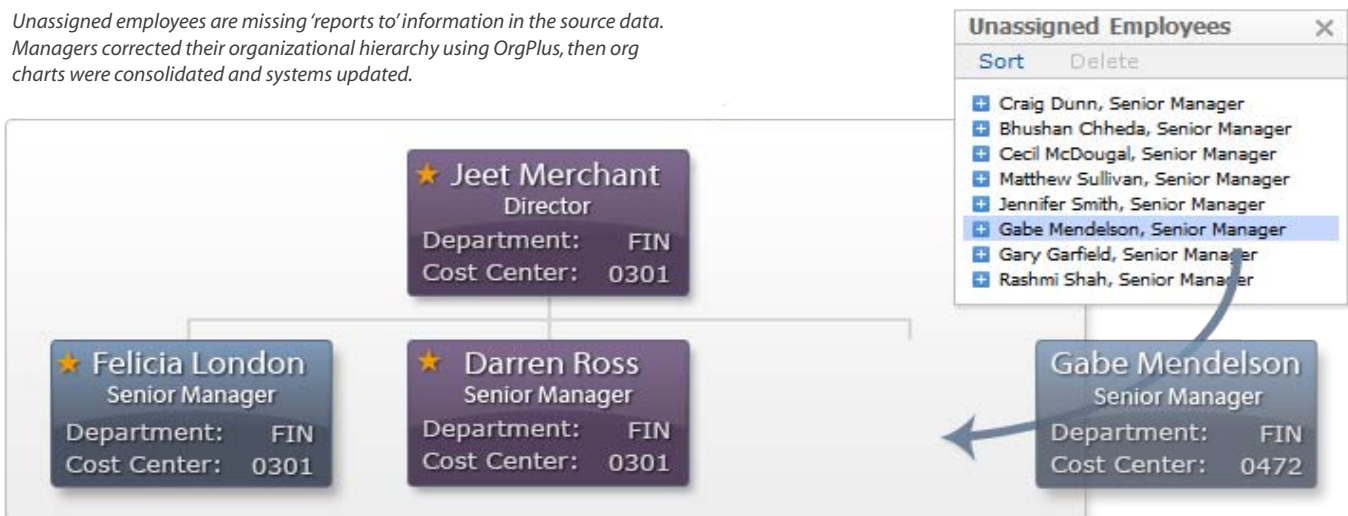 Unassigned employees are missing ‘reports to’ information in the source data.
Managers corrected their organizational hierarchy using OrgPlus, then org
charts were consolidated and systems updated.
Unassigned Employees
Sort Delete
Craig Dunn, Senior Manager
Bhushan Chheda, Senior Manager
Cecil McDougal, Senior Manager
Matthew Sullivan, Senior Manager
Jennifer Smith, Senior Manager
Gabe Mendelson, Senior Manager
Gary Garfield, Senior Manager
Rashmi Shah, Senior Manager
Jeet Merchant
Director
Department: FIN
Cost Center: 0301
Felicia London
Senior Manager
Department: FIN
Cost Center: 0301
Darren Ross
Senior Manager
Department: FIN
Cost Center: 0301
Gabe Mendelson
Senior Manager
Department: FIN
Cost Center: 0472